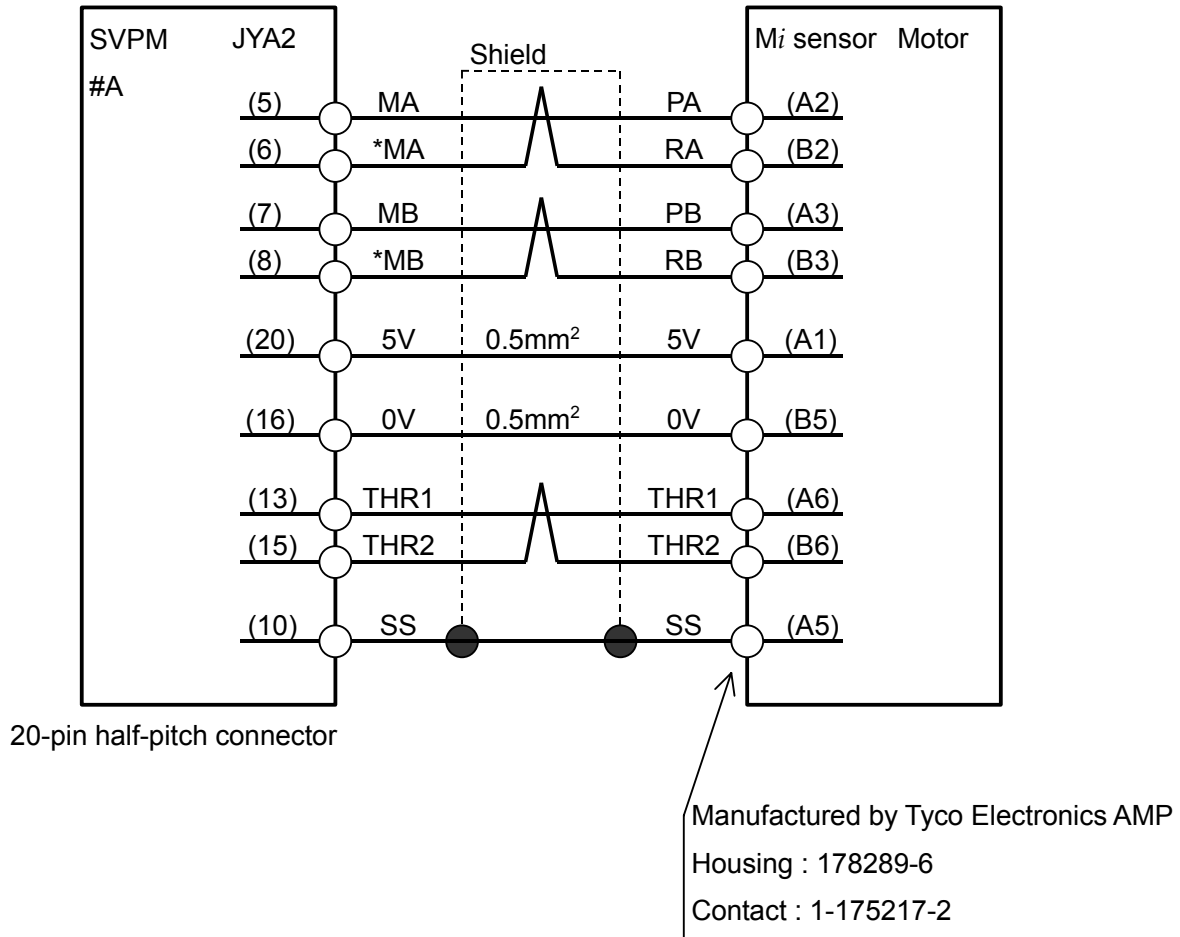 SVPM JYA2 Shield Mi sensor Motor
#A
(5) MA PA (A2)
(6) *MA RA (B2)
(7) MB PB (A3)
(8) *MB RB (B3)
(20) 5V 0.5mm² 5V (A1)
(16) 0V 0.5mm² 0V (B5)
(13) THR1 THR1 (A6)
(15) THR2 THR2 (B6)
(10) SS SS (A5)
20-pin half-pitch connector
Manufactured by Tyco Electronics AMP
Housing : 178289-6
Contact : 1-175217-2